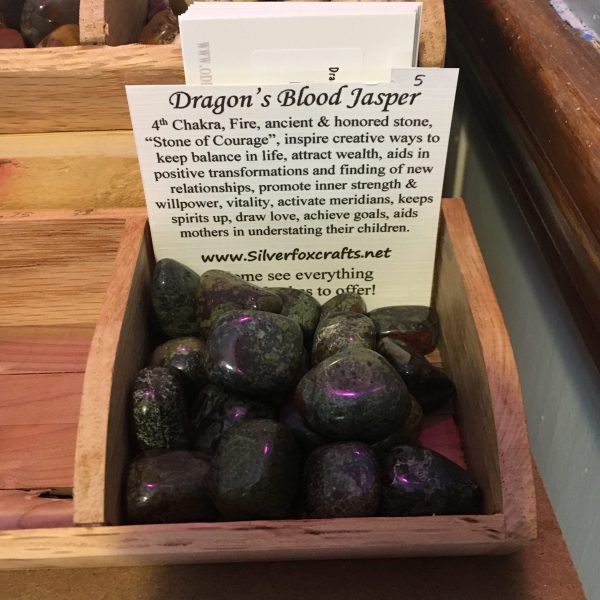 5
Dragon's Blood Jasper
4th Chakra, Fire, ancient & honored stone,
"Stone of Courage", inspire creative ways to
keep balance in life, attract wealth, aids in
positive transformations and finding of new
relationships, promote inner strength &
willpower, vitality, activate meridians, keeps
spirits up, draw love, achieve goals, aids
mothers in understating their children.
www.Silverfoxcrafts.net
see everything
to offer!